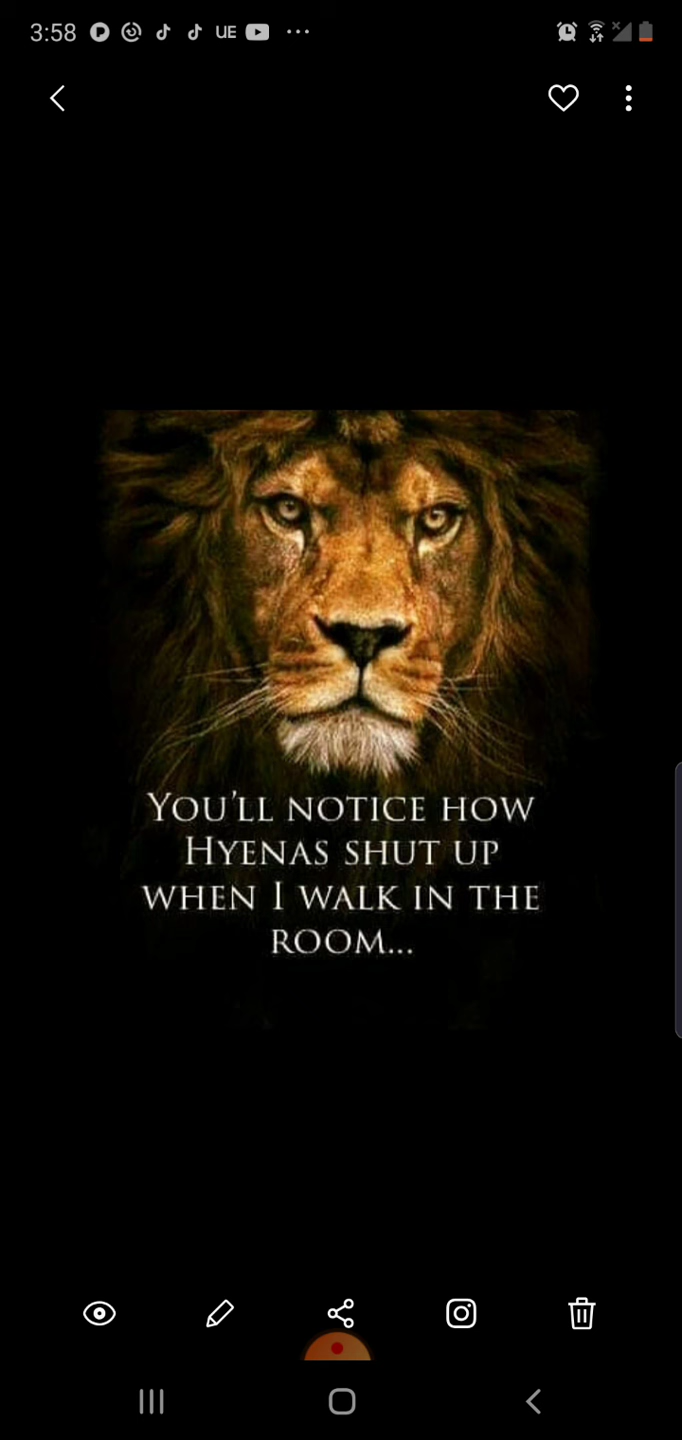 3:58 UE
You'll notice how
Hyenas shut up
when I walk in the
room...